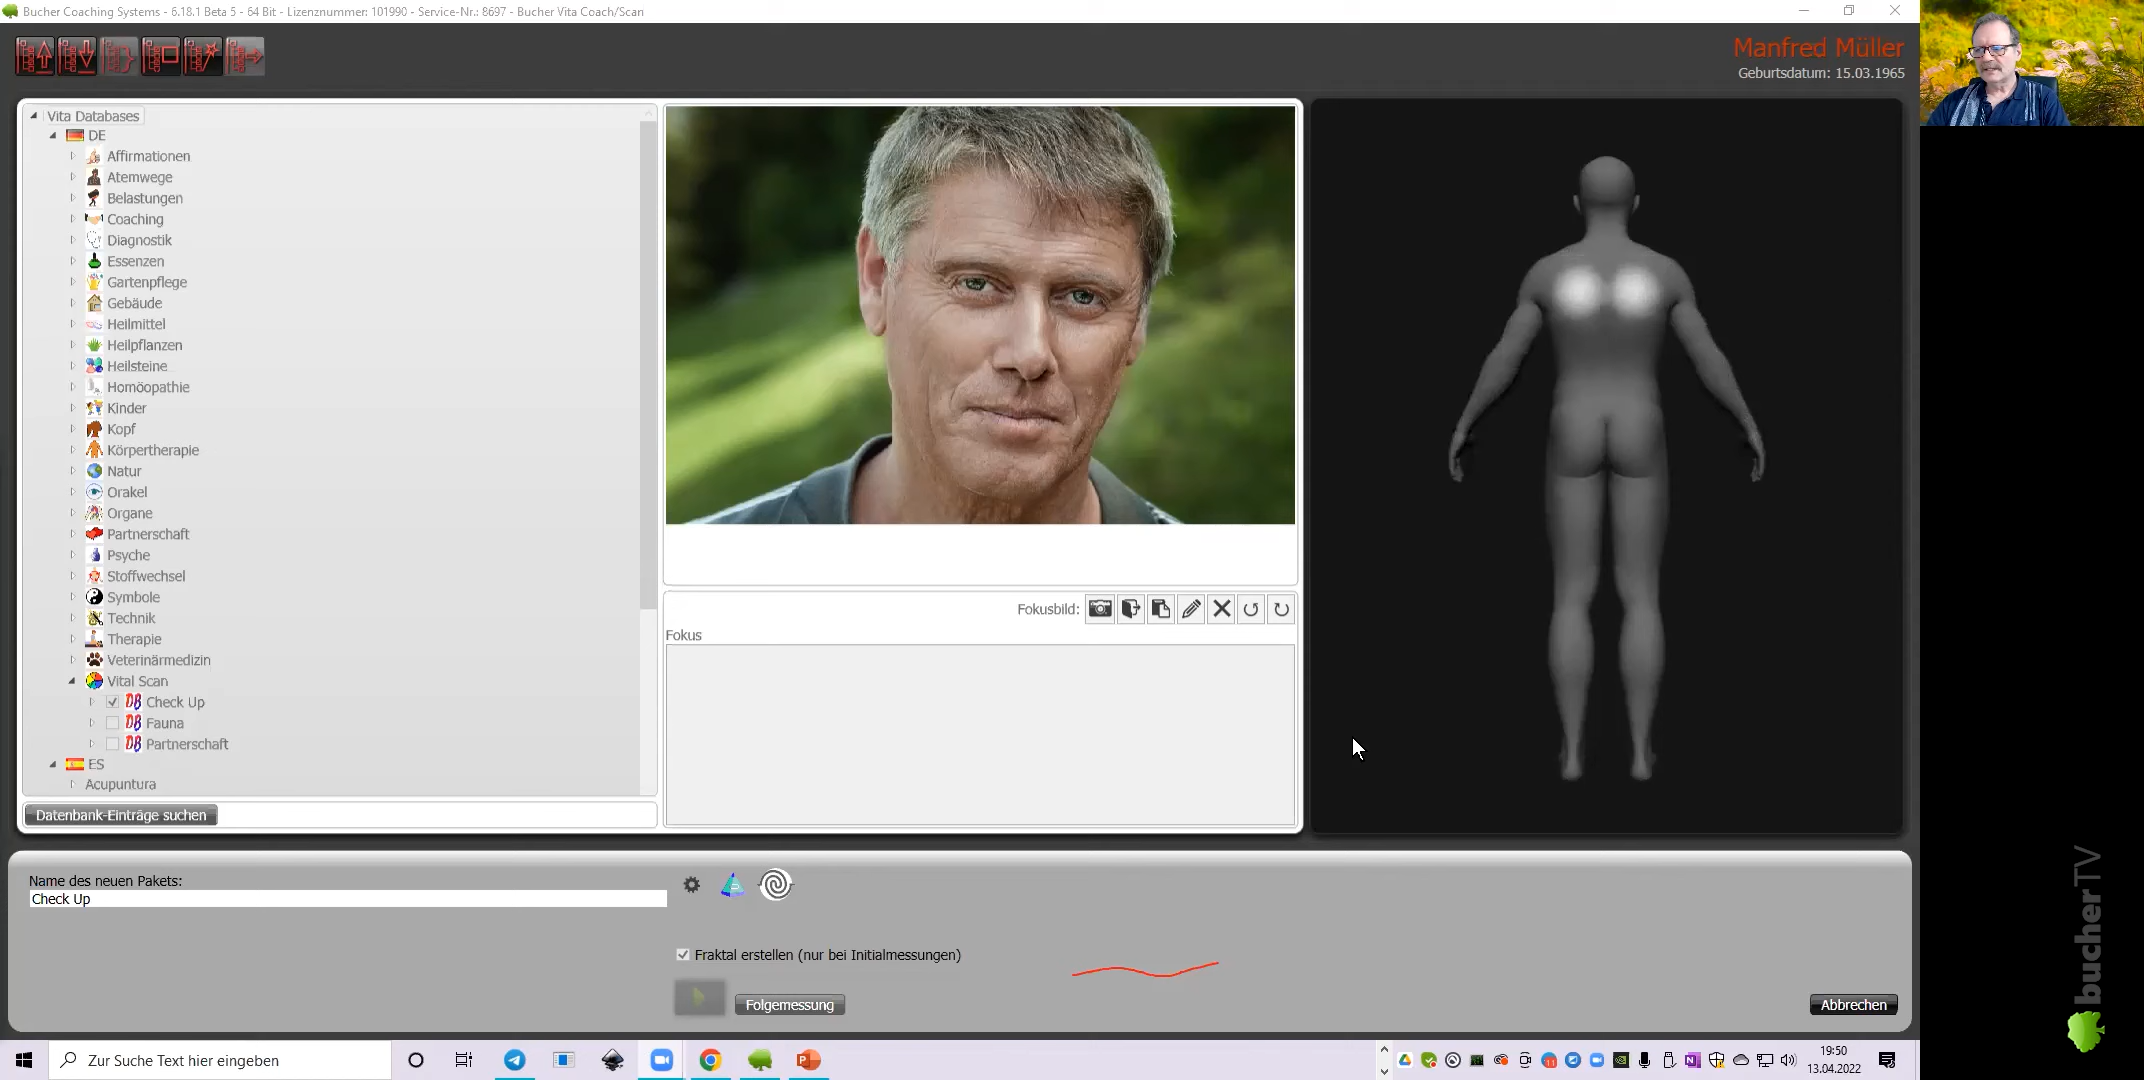 Bucher Coaching Systems - 6.18.1 Beta 5 - 64 Bit - Lizenznummer: 101990 - Service-Nr.: 8697 - Bucher Vita Coach/Scan
Manfred Müller
Geburtsdatum: 15.03.1965
Vita Databases
DE
Affirmationen
Atemwege
Belastungen
Coaching
Diagnostik
Essenzen
Gartenpflege
Gebäude
Heilmittel
Heilpflanzen
Heilsteine
Homöopathie
Kinder
Kopf
Körpertherapie
Natur
Orakel
Organe
Partnerschaft
Psyche
Stoffwechsel
Symbole
Technik
Therapie
Veterinärmedizin
Vital Scan
DB Check Up
DB Fauna
DB Partnerschaft
ES
Acupuntura
Datenbank-Einträge suchen
Fokusbild:
Fokus
Name des neuen Pakets:
Check Up
Fraktal erstellen (nur bei Initialmessungen)
Folgemessung
Abbrechen
bucherTV
Zur Suche Text hier eingeben
19:50
13.04.2022